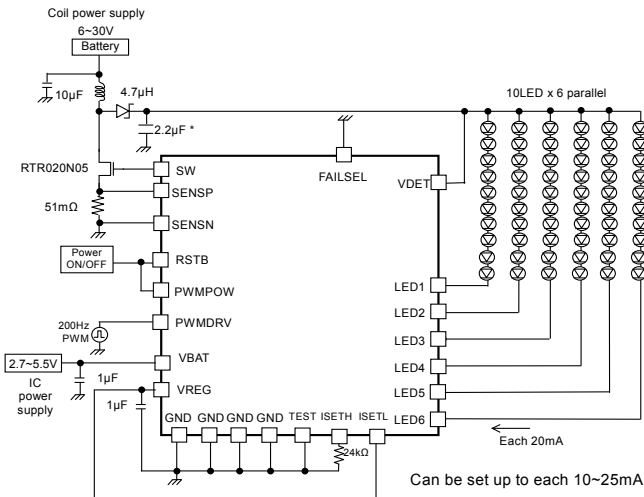 Coil power supply
6~30V
Battery
10µF
4.7µH
2.2µF *
10LED x 6 parallel
RTR020N05
51mΩ
SW
SENSP
SENSN
FAILSEL
VDET
Power
ON/OFF
RSTB
PWMPOW
200Hz
PWM
PWMDRV
2.7~5.5V
IC
power
supply
VBAT
1µF
VREG
1µF
LED1
LED2
LED3
LED4
LED5
LED6
GND GND GND GND TEST ISETH ISETL
24kΩ
Each 20mA
Can be set up to each 10~25mA